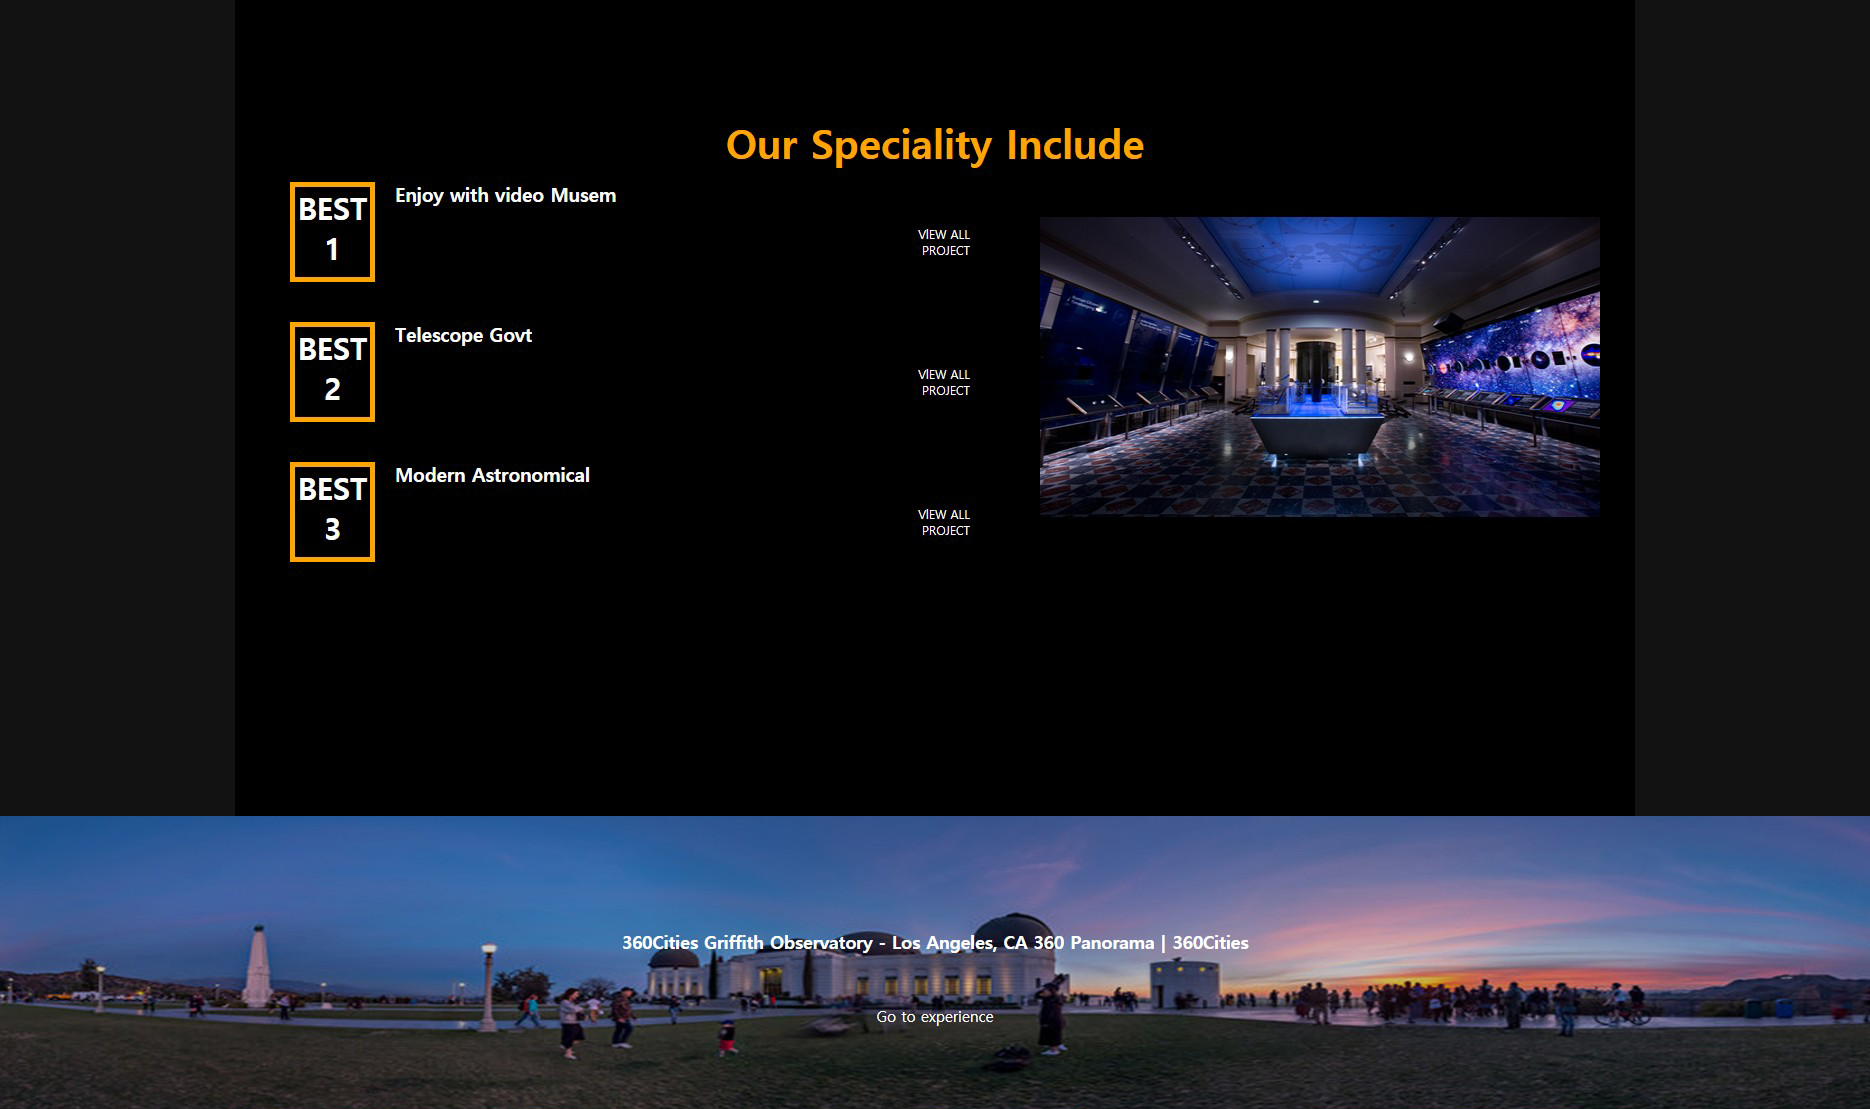 Our Speciality Include
BEST
1
Enjoy with video Musem
VIEW ALL
PROJECT
BEST
2
Telescope Govt
VIEW ALL
PROJECT
BEST
3
Modern Astronomical
VIEW ALL
PROJECT
360Cities Griffith Observatory - Los Angeles, CA 360 Panorama | 360Cities
Go to experience